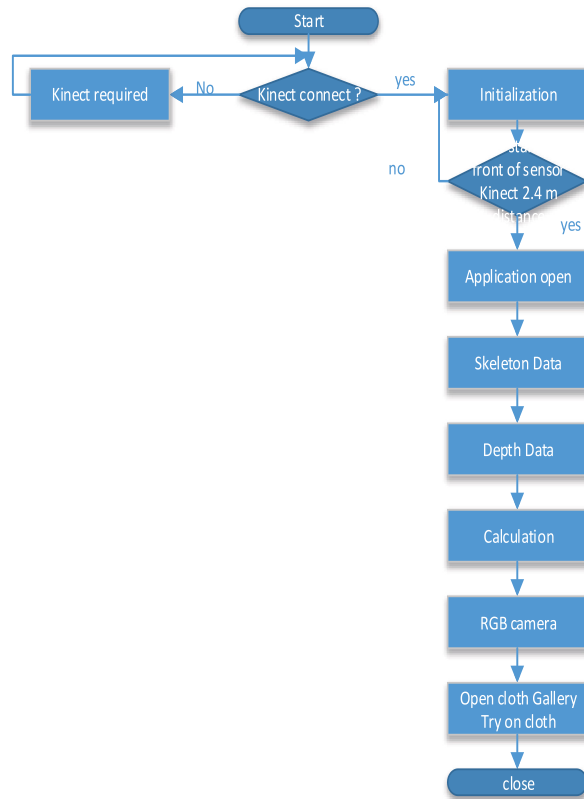 Start
Kinect required
No
Kinect connect ?
yes
Initialization
no
front of sensor
Kinect 2.4 m
distance
yes
Application open
Skeleton Data
Depth Data
Calculation
RGB camera
Open cloth Gallery
Try on cloth
close